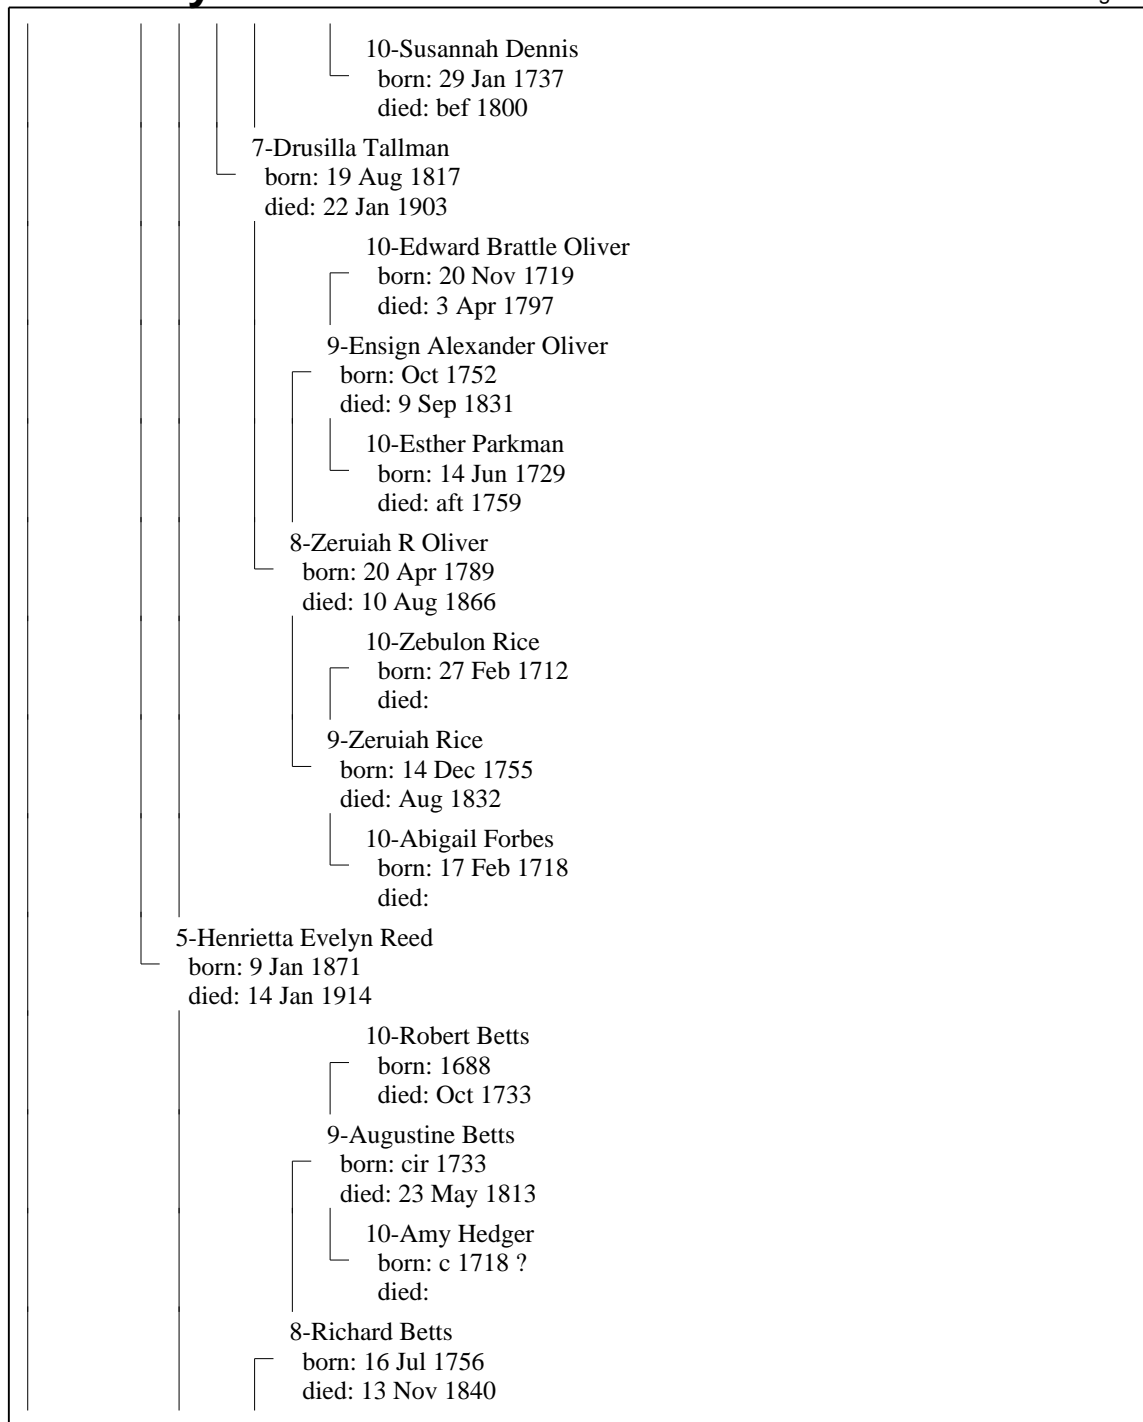 10-Susannah Dennis
born: 29 Jan 1737
died: bef 1800
7-Drusilla Tallman
born: 19 Aug 1817
died: 22 Jan 1903
10-Edward Brattle Oliver
born: 20 Nov 1719
died: 3 Apr 1797
9-Ensign Alexander Oliver
born: Oct 1752
died: 9 Sep 1831
10-Esther Parkman
born: 14 Jun 1729
died: aft 1759
8-Zeruiah R Oliver
born: 20 Apr 1789
died: 10 Aug 1866
10-Zebulon Rice
born: 27 Feb 1712
died:
9-Zeruiah Rice
born: 14 Dec 1755
died: Aug 1832
10-Abigail Forbes
born: 17 Feb 1718
died:
5-Henrietta Evelyn Reed
born: 9 Jan 1871
died: 14 Jan 1914
10-Robert Betts
born: 1688
died: Oct 1733
9-Augustine Betts
born: cir 1733
died: 23 May 1813
10-Amy Hedger
born: c 1718 ?
died:
8-Richard Betts
born: 16 Jul 1756
died: 13 Nov 1840